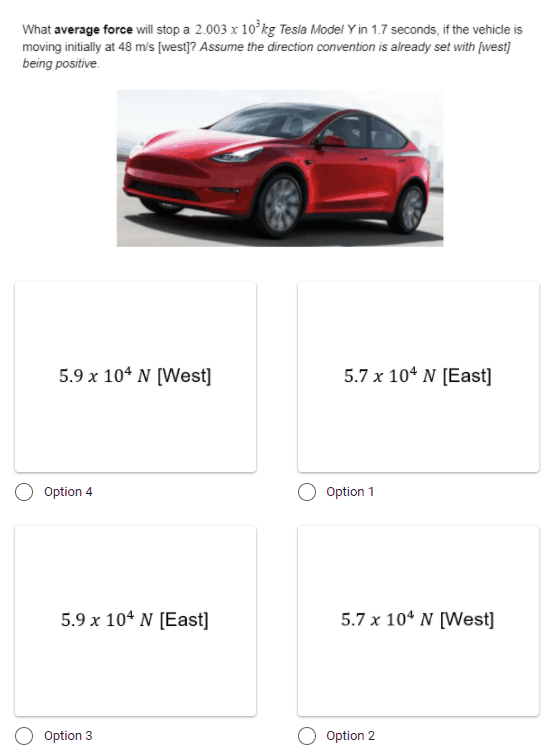 What average force will stop a 2.003 x 10³kg Tesla Model Y in 1.7 seconds, if the vehicle is
moving initially at 48 m/s [west]? Assume the direction convention is already set with [west]
being positive.
5.9 x 10⁴ N [West]
5.7 x 10⁴ N [East]
Option 4
Option 1
5.9 x 10⁴ N [East]
5.7 x 10⁴ N [West]
Option 3
Option 2